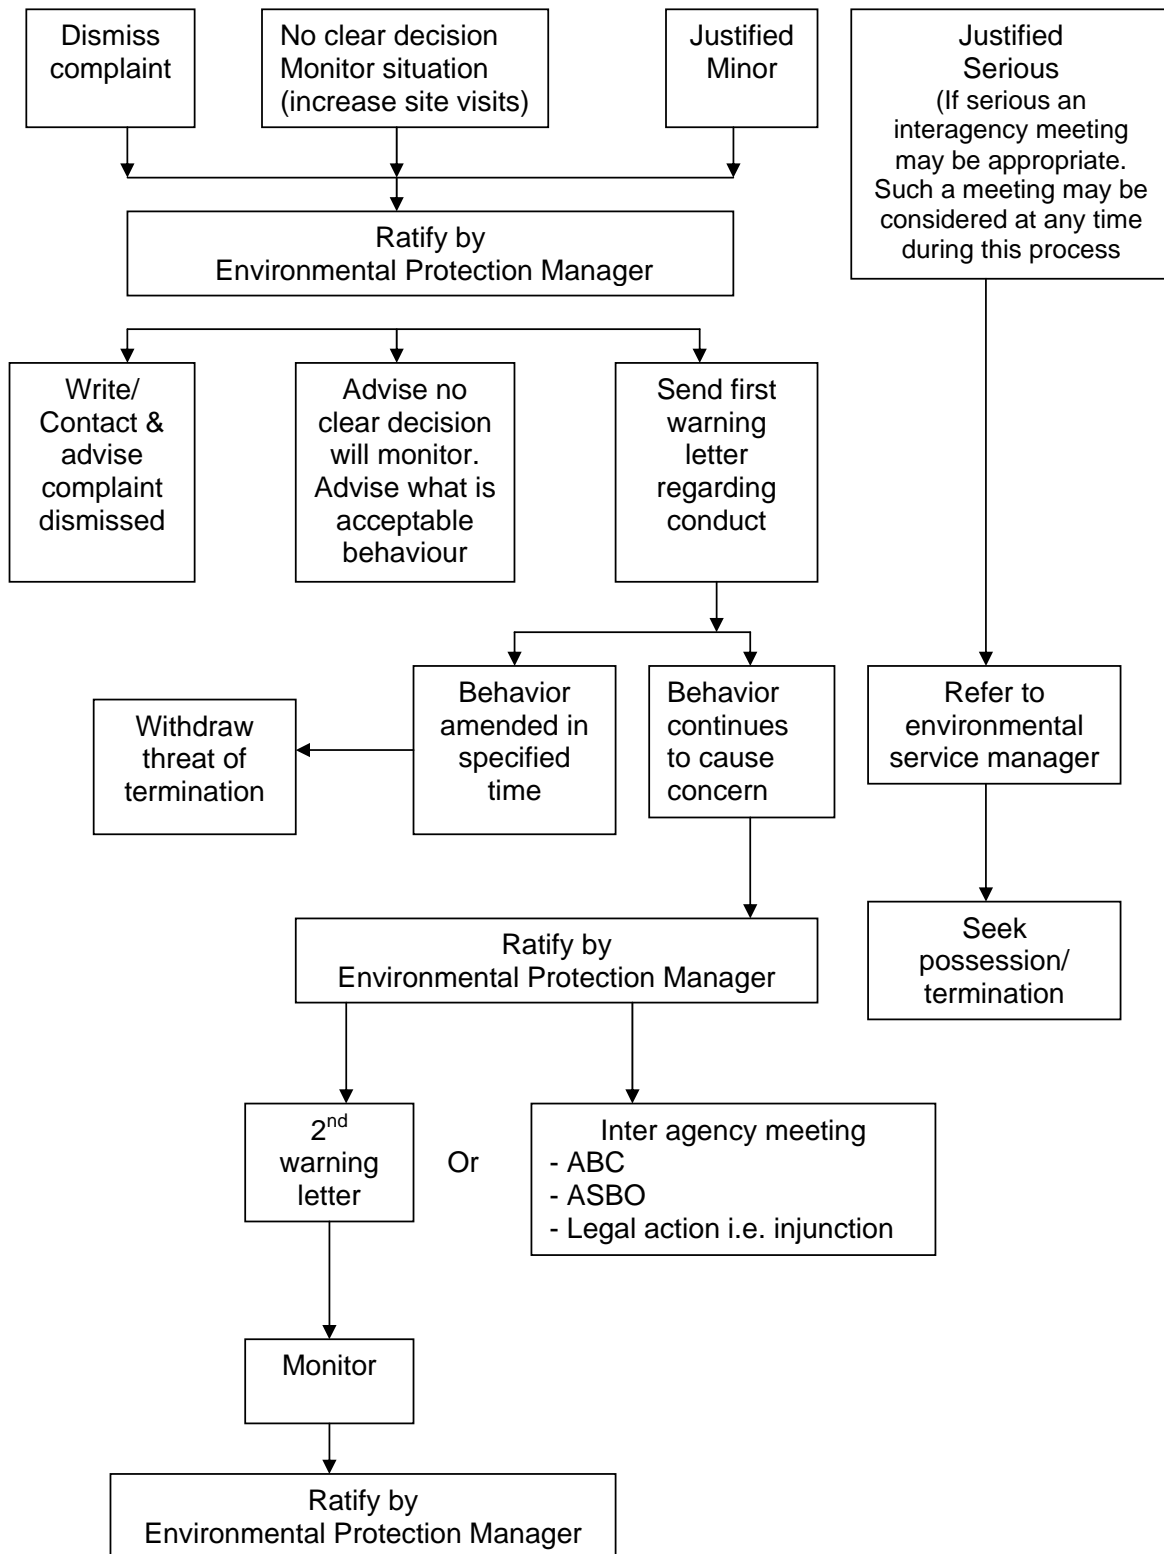 Dismiss
complaint
No clear decision
Monitor situation
(increase site visits)
Justified
Minor
Justified
Serious
(If serious an
interagency meeting
may be appropriate.
Such a meeting may be
considered at any time
during this process
Ratify by
Environmental Protection Manager
Write/
Contact &
advise
complaint
dismissed
Advise no
clear decision
will monitor.
Advise what is
acceptable
behaviour
Send first
warning
letter
regarding
conduct
Withdraw
threat of
termination
Behavior
amended in
specified
time
Behavior
continues
to cause
concern
Refer to
environmental
service manager
Ratify by
Environmental Protection Manager
Seek
possession/
termination
2nd
warning
letter
Or
Inter agency meeting
- ABC
- ASBO
- Legal action i.e. injunction
Monitor
Ratify by
Environmental Protection Manager